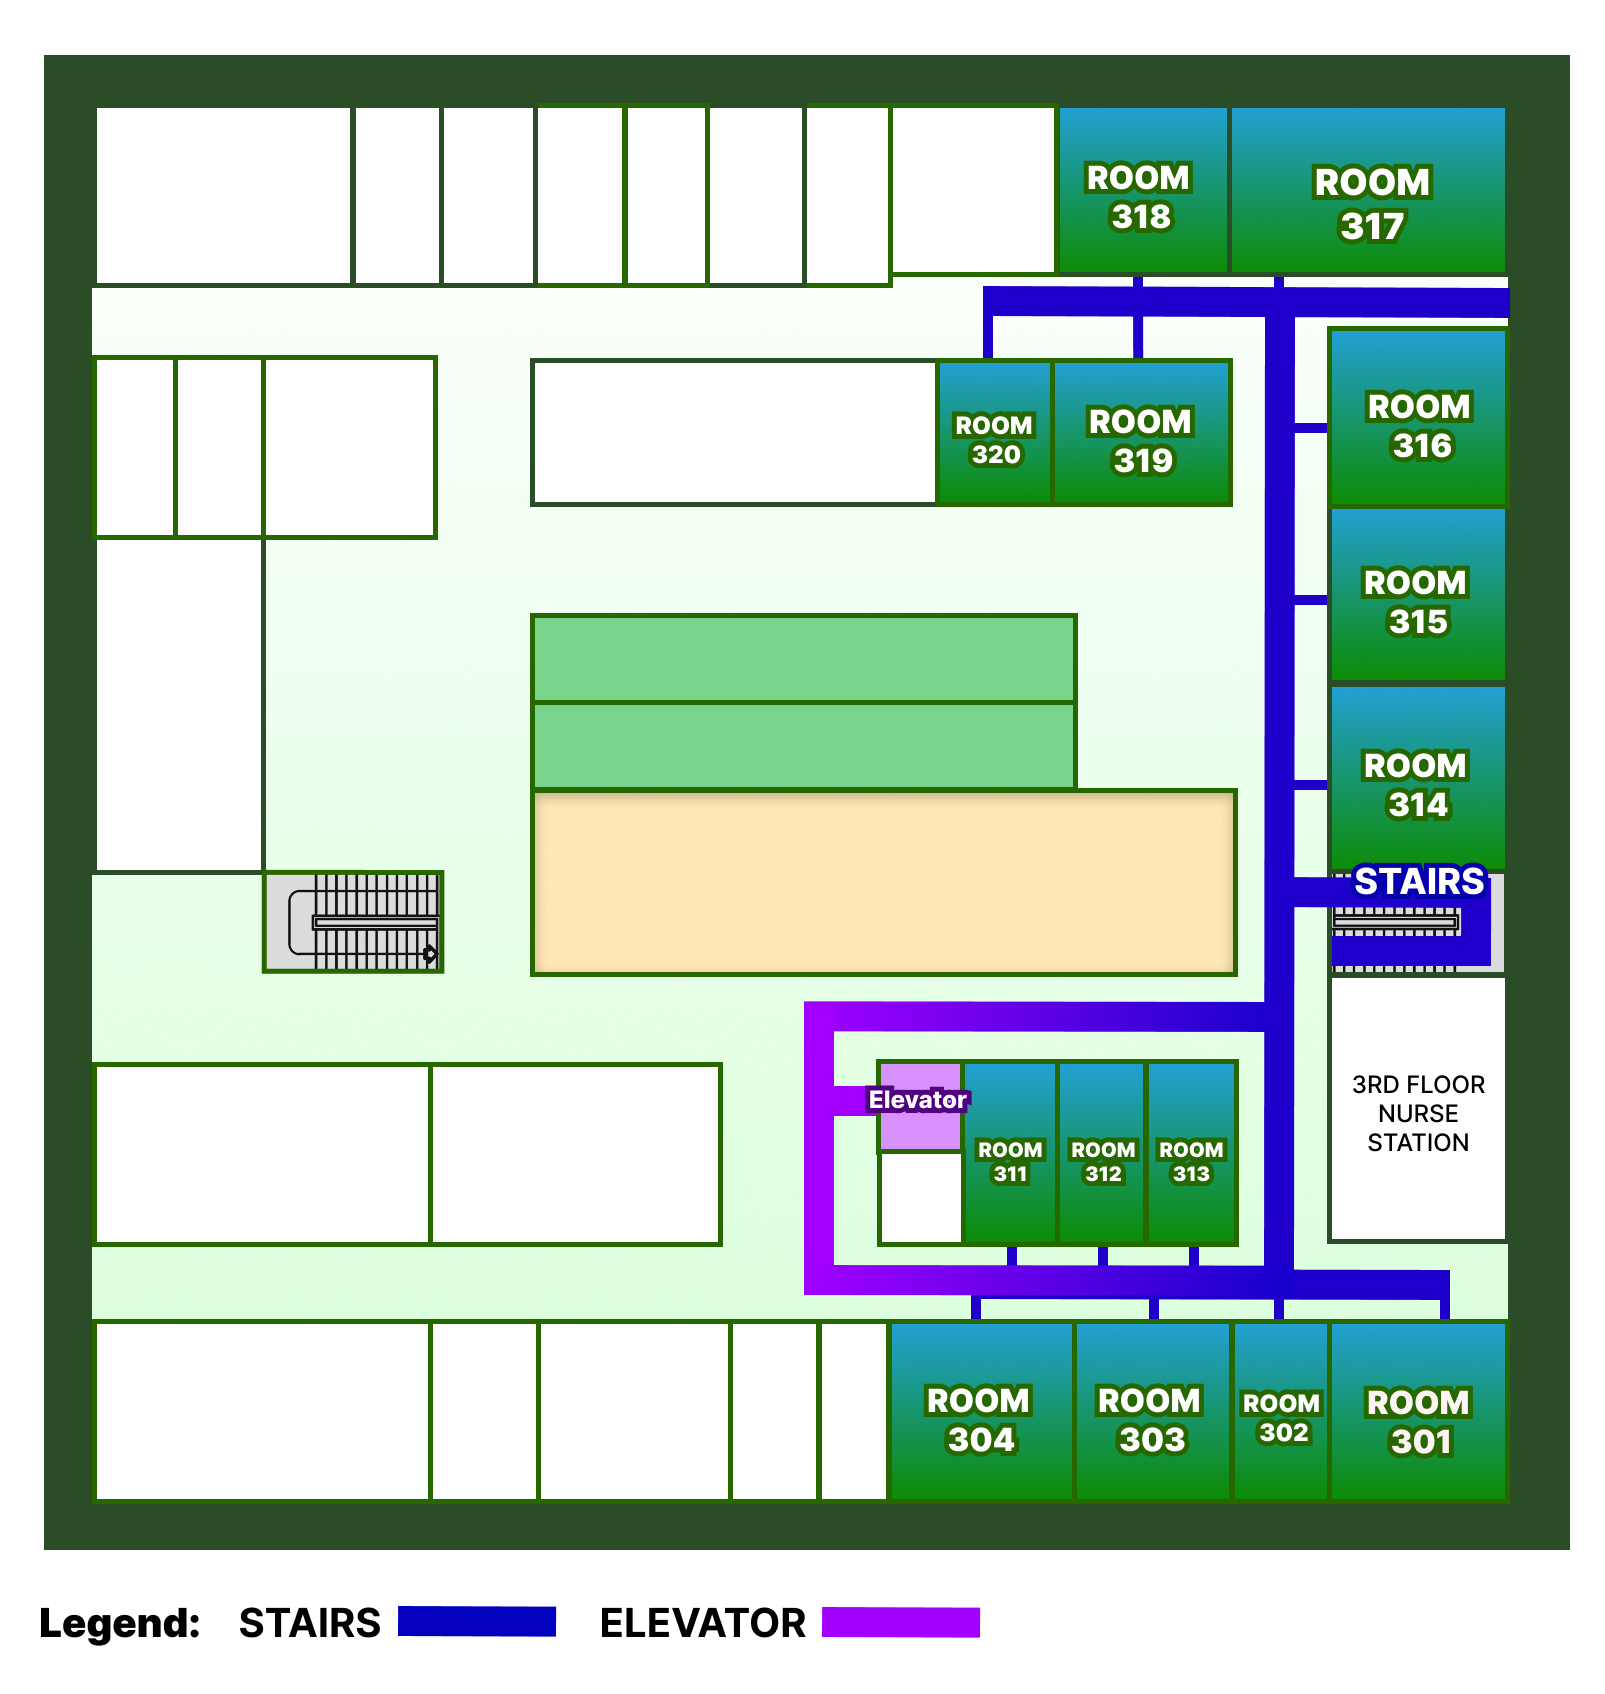 ROOM
318
ROOM
317
ROOM
320
ROOM
319
ROOM
316
ROOM
315
ROOM
314
STAIRS
Elevator
ROOM
311
ROOM
312
ROOM
313
3RD FLOOR
NURSE
STATION
ROOM
304
ROOM
303
ROOM
302
ROOM
301
Legend: STAIRS ELEVATOR